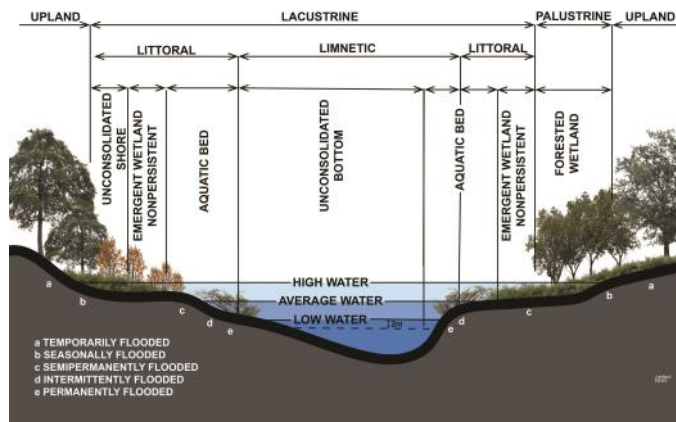 UPLAND
LACUSTRINE
PALUSTRINE
UPLAND
LITTORAL
LIMNETIC
LITTORAL
UNCONSOLIDATED
SHORE
EMERGENT WETLAND
NONPERSISTENT
AQUATIC BED
UNCONSOLIDATED
BOTTOM
AQUATIC BED
EMERGENT WETLAND
NONPERSISTENT
FORESTED
WETLAND
HIGH WATER
AVERAGE WATER
LOW WATER
2m
a
b
c
d
e
e
d
c
b
a
a TEMPORARILY FLOODED
b SEASONALLY FLOODED
c SEMIPERMANENTLY FLOODED
d INTERMITTENTLY FLOODED
e PERMANENTLY FLOODED